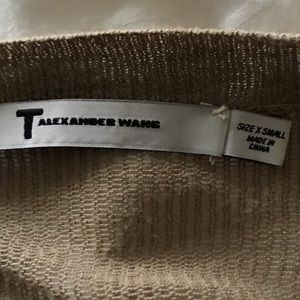 T ALEXANDER WANG
SIZE X SMALL
MADE IN
CHINA